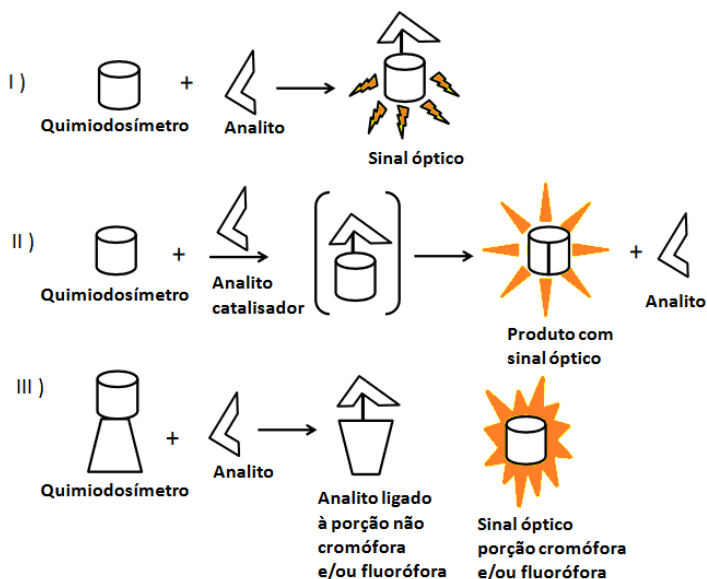 I )
+
Quimiodosímetro
Analito
Sinal óptico
II )
+
Quimiodosímetro
Analito
catalisador
+
Analito
Produto com
sinal óptico
III )
+
Quimiodosímetro
Analito
Analito ligado
à porção não
cromófora
e/ou fluorófora
Sinal óptico
porção cromófora
e/ou fluorófora